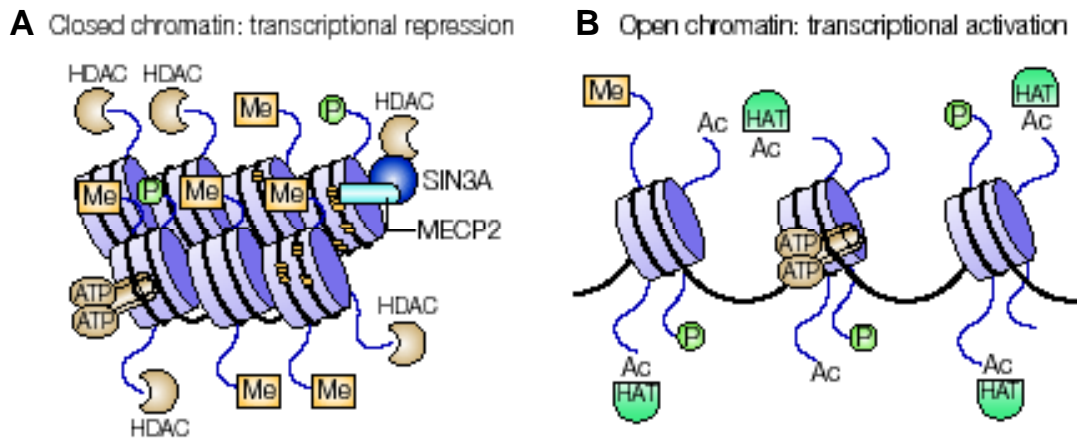 A Closed chromatin: transcriptional repression
HDAC HDAC
Me
P
HDAC
Me
P
Me
Me
SIN3A
MECP2
ATP
ATP
HDAC
Me
Me
HDAC
B Open chromatin: transcriptional activation
Me
Ac
HAT
Ac
P
HAT
Ac
ATP
ATP
P
P
Ac
HAT
Ac
Ac
HAT